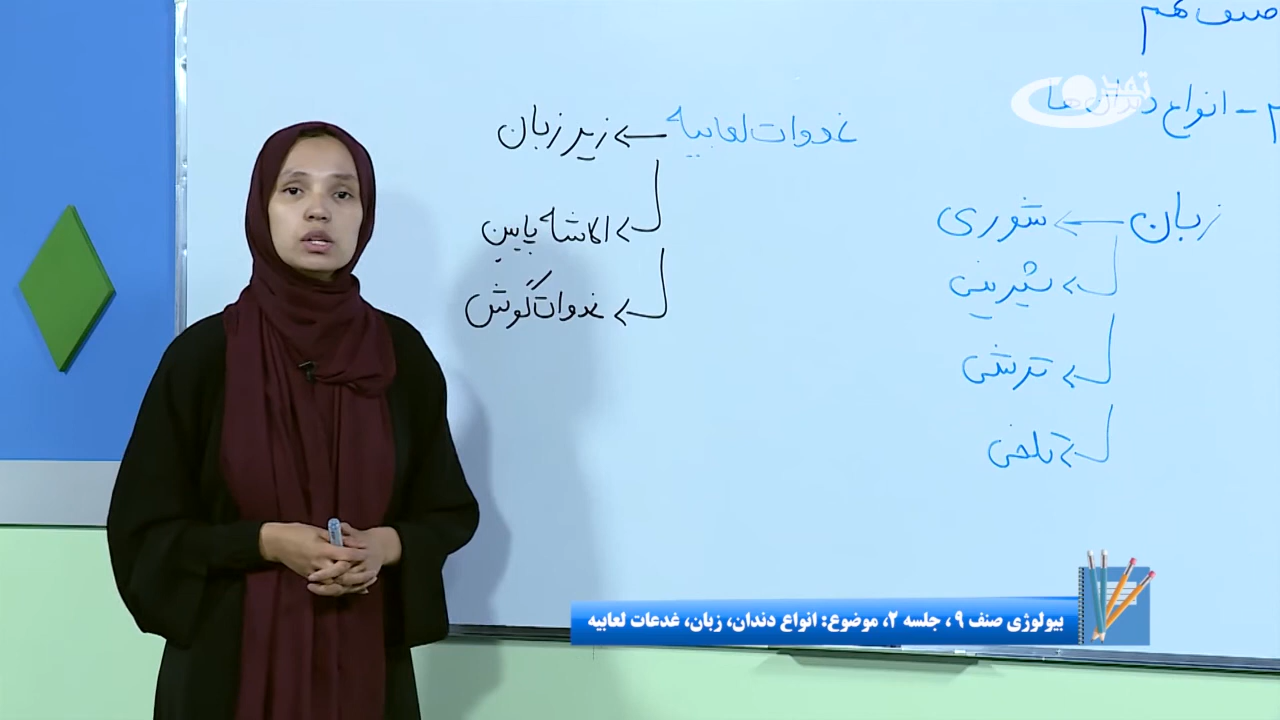 صنف نهم
انواع دندان ها
زبان ← شوری
شیرینی
ترشی
تلخی
غدوات لعابیه ← زیر زبان
الاشه پایین
غدوات گوش
تمدن
بیولوژی صنف ۹، جلسه ۲، موضوع: انواع دندان، زبان، غدعات لعابیه